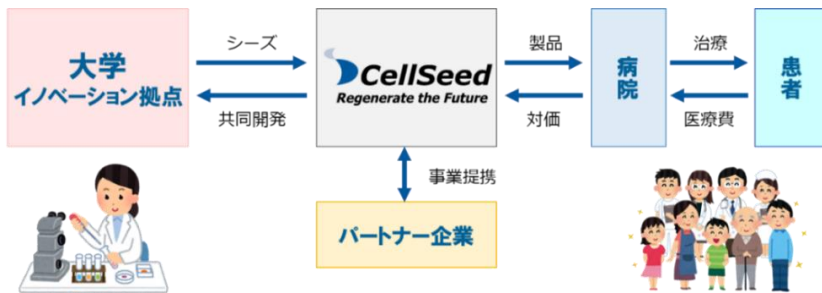 大学
イノベーション拠点
シーズ
共同開発
CellSeed
Regenerate the Future
製品
対価
病院
治療
医療費
患者
事業提携
パートナー企業